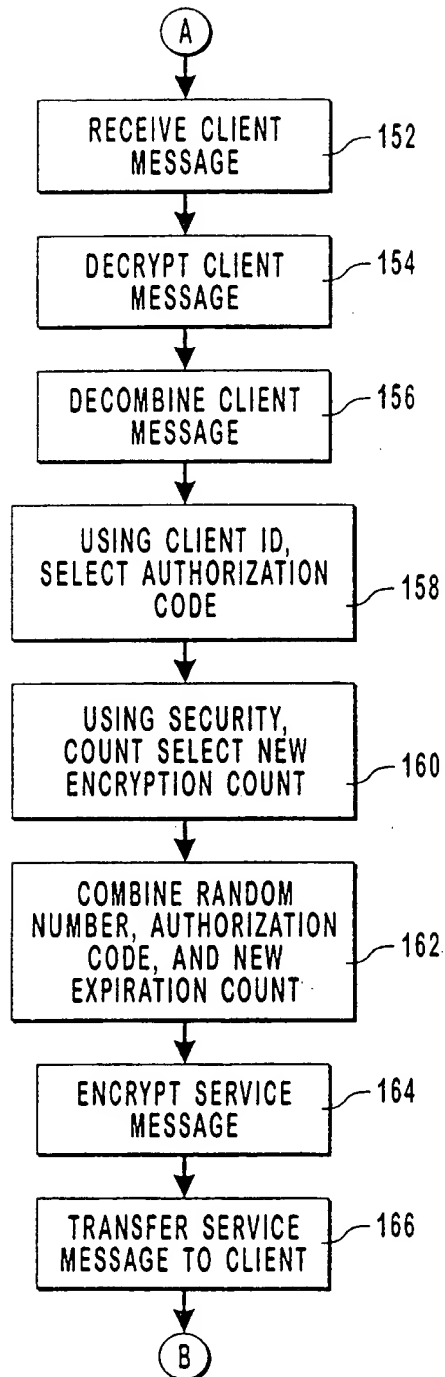 A
RECEIVE CLIENT
MESSAGE
152
DECRYPT CLIENT
MESSAGE
154
DECOMBINE CLIENT
MESSAGE
156
USING CLIENT ID,
SELECT AUTHORIZATION
CODE
158
USING SECURITY,
COUNT SELECT NEW
ENCRYPTION COUNT
160
COMBINE RANDOM
NUMBER, AUTHORIZATION
CODE, AND NEW
EXPIRATION COUNT
162
ENCRYPT SERVICE
MESSAGE
164
TRANSFER SERVICE
MESSAGE TO CLIENT
166
B